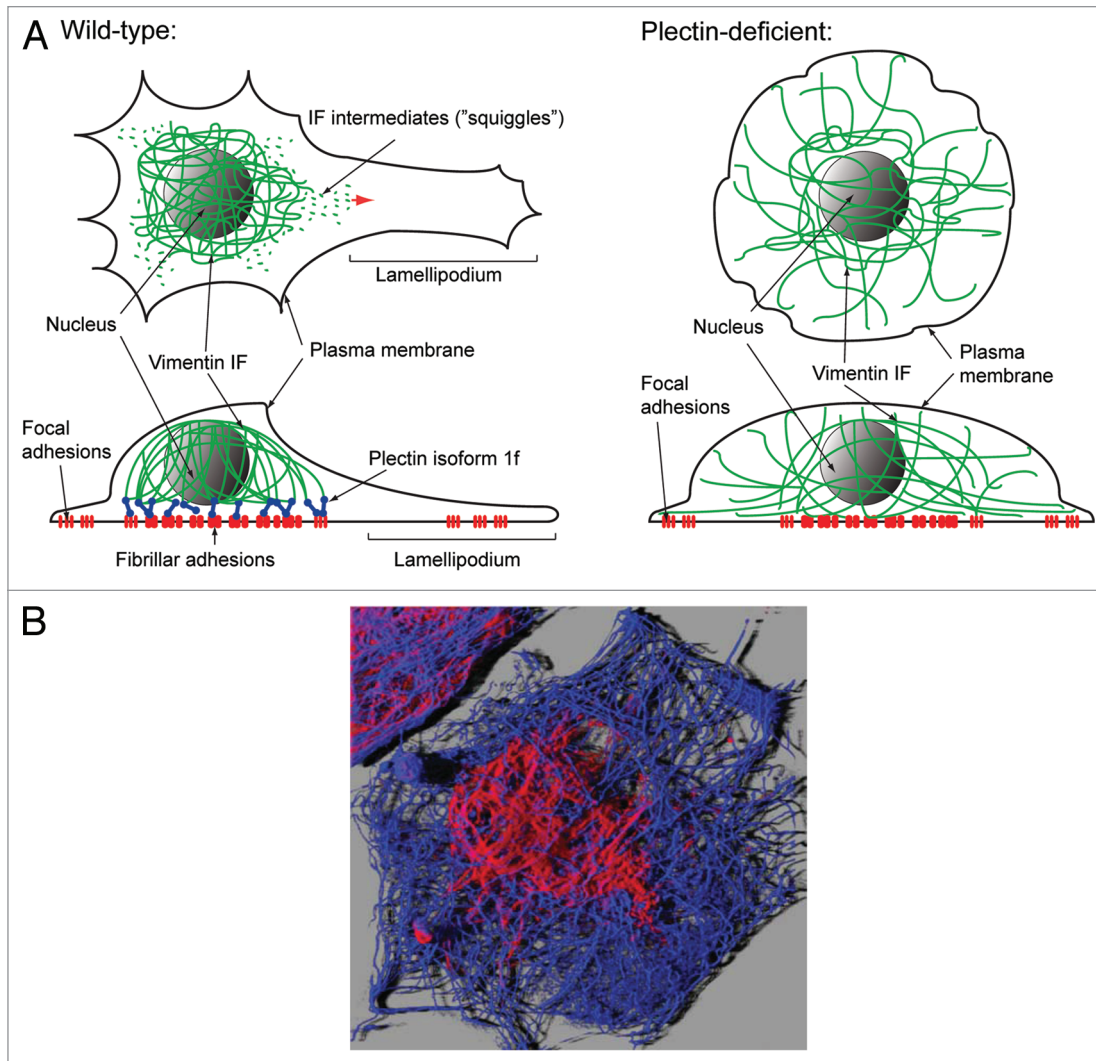 A
Wild-type:
IF intermediates ("squiggles")
Lamellipodium
Nucleus
Vimentin IF
Plasma membrane
Focal
adhesions
Plectin isoform 1f
Fibrillar adhesions
Lamellipodium
Plectin-deficient:
Nucleus
Vimentin IF
Plasma
membrane
Focal
adhesions
B